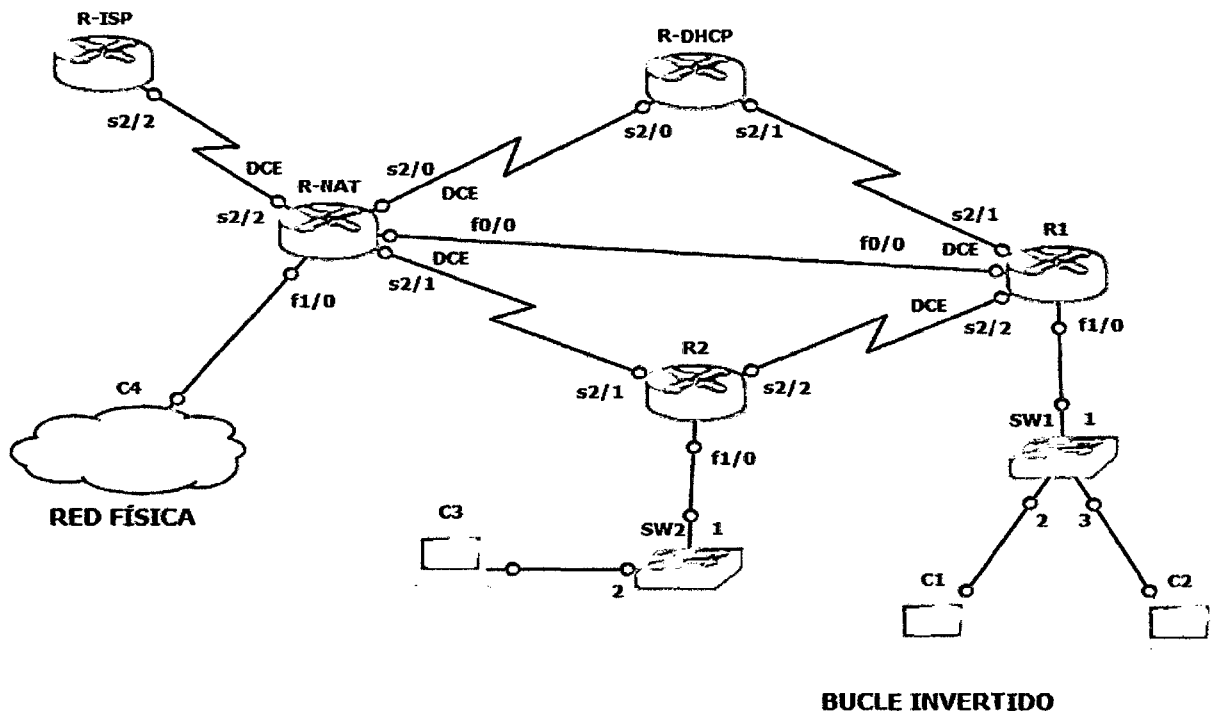 R-ISP
R-DHCP
s2/2
s2/0
s2/1
DCE
s2/0
R-NAT
DCE
s2/2
f0/0
s2/1
R1
f0/0
DCE
DCE
s2/1
f1/0
DCE
s2/2
f1/0
R2
C4
s2/1
s2/2
SW1
1
f1/0
RED FÍSICA
C3
SW2
1
2
3
2
C1
C2
BUCLE INVERTIDO